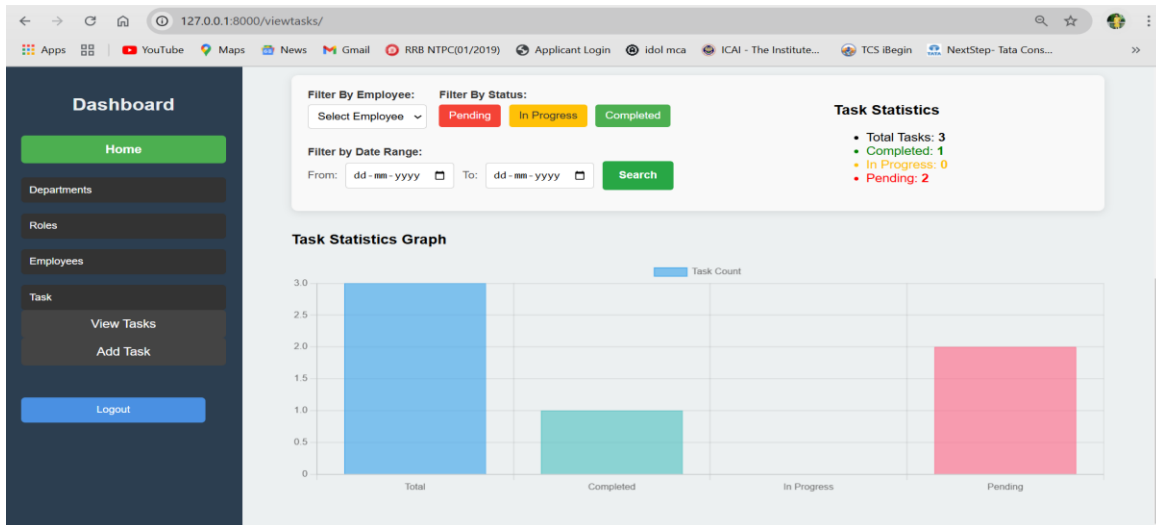 127.0.0.1:8000/viewtasks/
Apps YouTube Maps News Gmail RRB NTPC(01/2019) Applicant Login idol mca ICAI - The Institute... TCS iBegin NextStep- Tata Cons... »
Dashboard
Home
Departments
Roles
Employees
Task
View Tasks
Add Task
Logout
Filter By Employee: Filter By Status:
Select Employee Pending In Progress Completed
Filter by Date Range:
From: dd-mm-yyyy To: dd-mm-yyyy Search
Task Statistics
• Total Tasks: 3
• Completed: 1
• In Progress: 0
• Pending: 2
Task Statistics Graph
Task Count
3.0
2.5
2.0
1.5
1.0
0.5
0
Total Completed In Progress Pending